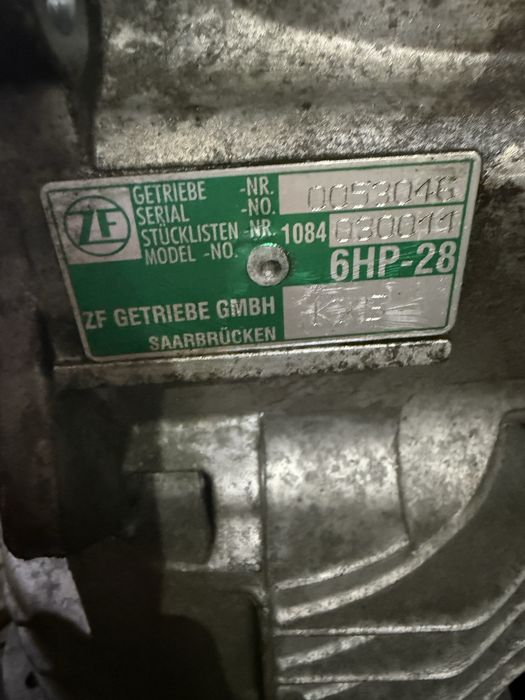 ZF
GETRIEBE -NR. 0053046
SERIAL -NO.
STÜCKLISTEN -NR. 1084 030011
MODEL -NO.
6HP-28
ZF GETRIEBE GMBH
SAARBRÜCKEN